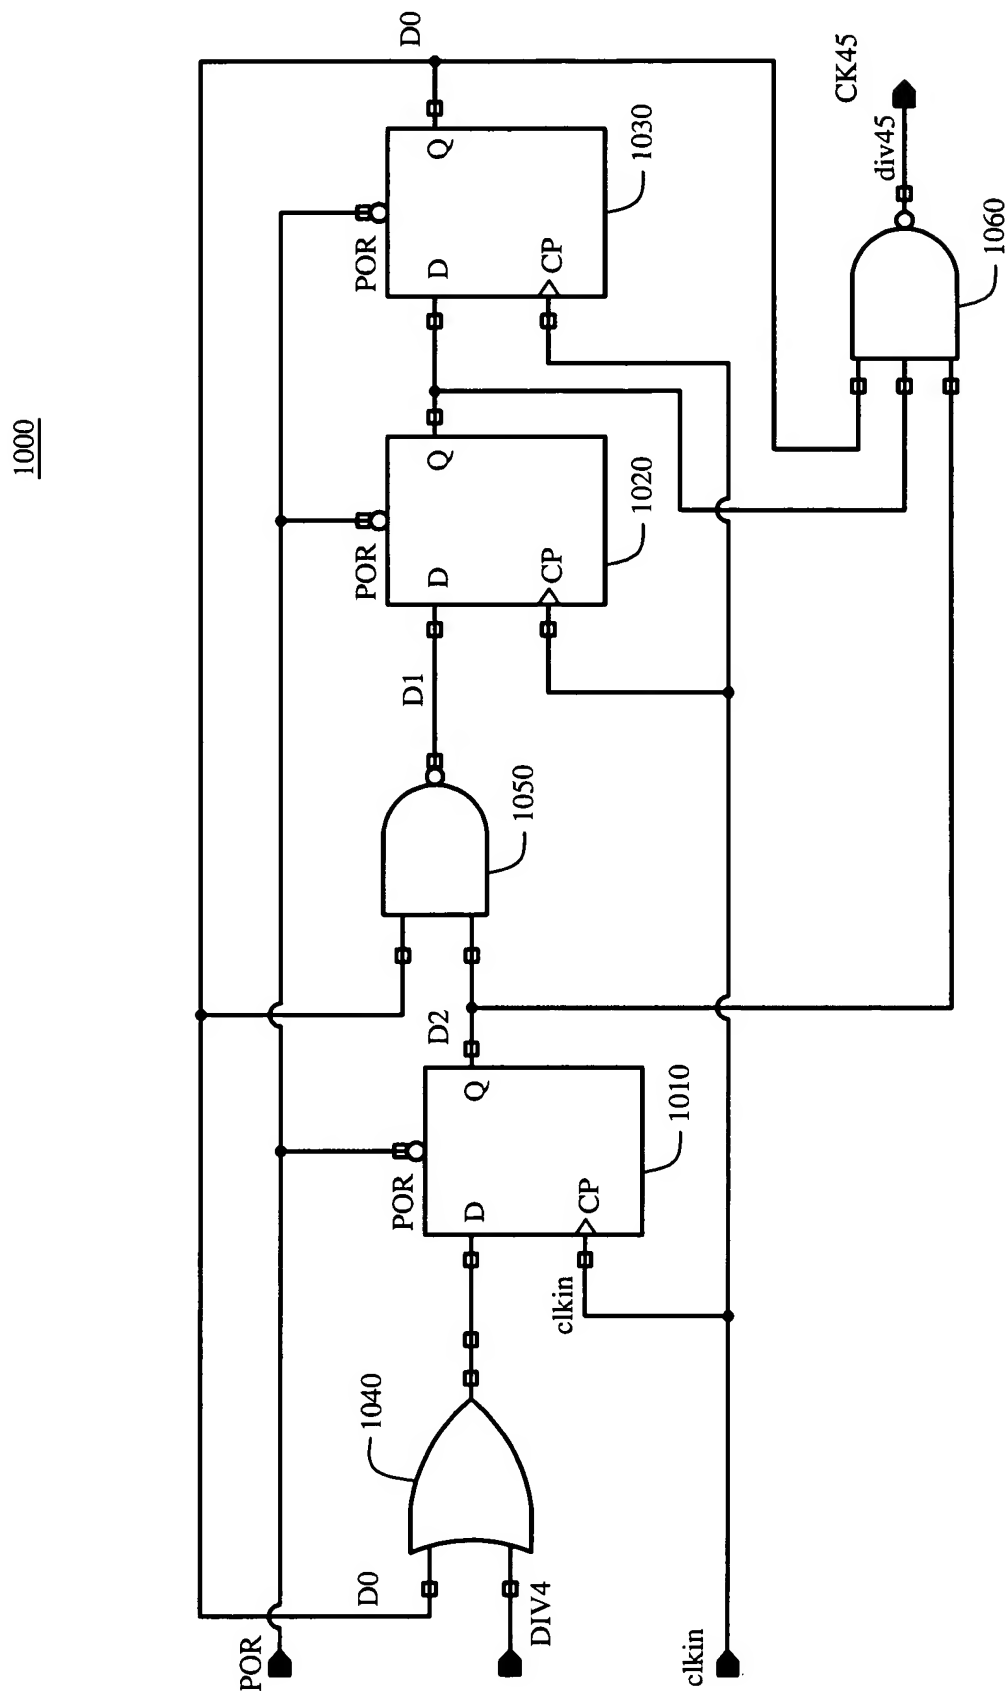 1000
D0
Q
1030
POR
D
CP
CK45
div45
1060
Q
1020
POR
D
CP
D1
1050
D2
Q
1010
POR
D
CP
clkin
1040
D0
DIV4
POR
clkin